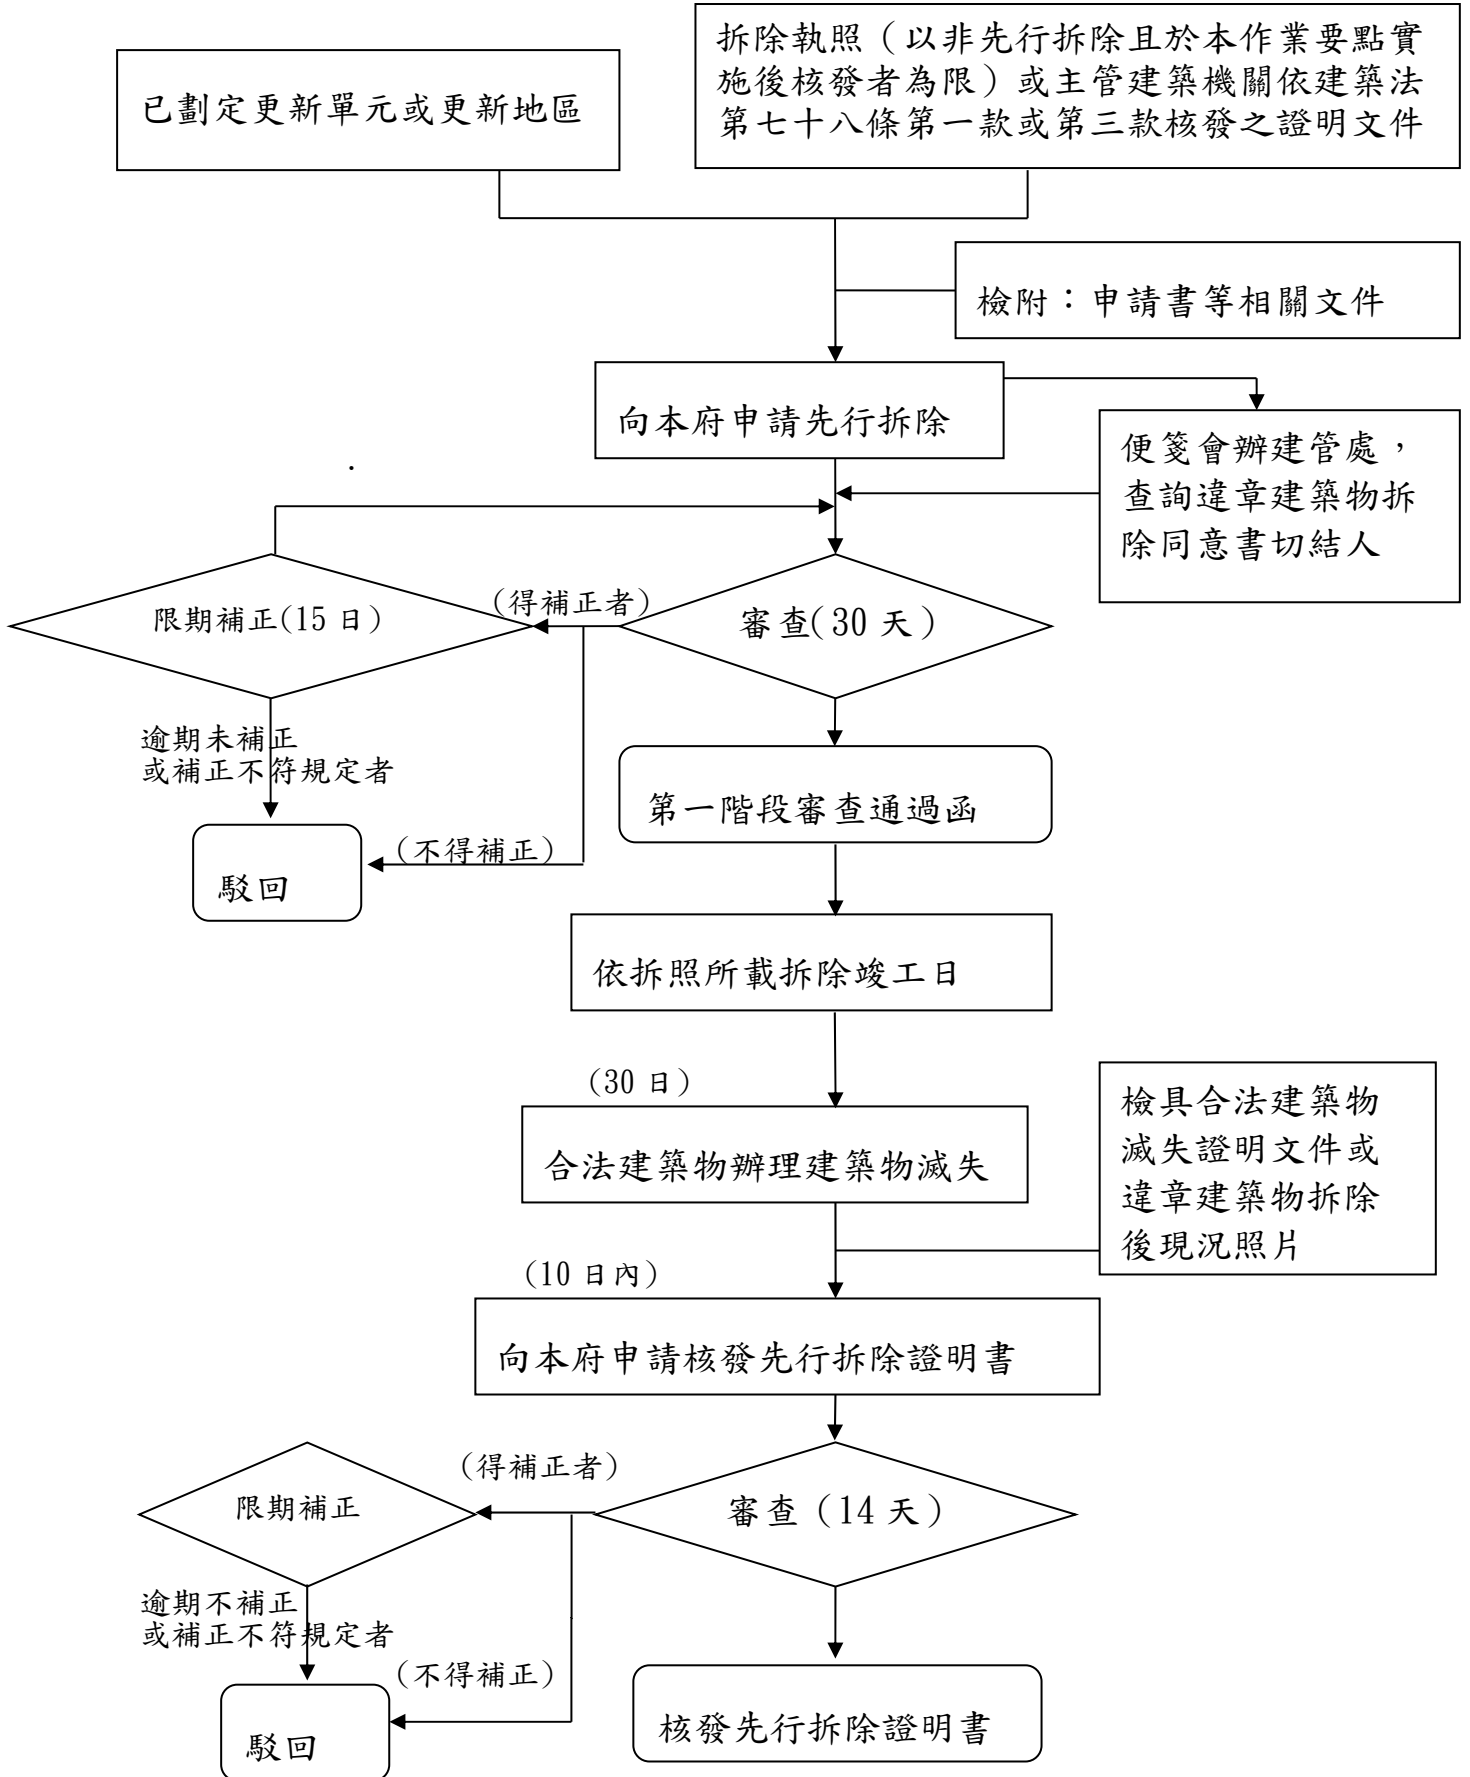 已劃定更新單元或更新地區
拆除執照（以非先行拆除且於本作業要點實
施後核發者為限）或主管建築機關依建築法
第七十八條第一款或第三款核發之證明文件
檢附：申請書等相關文件
向本府申請先行拆除
便箋會辦建管處，
查詢違章建築物拆
除同意書切結人
.
限期補正(15 日)
(得補正者)
審查(30 天)
逾期未補正
或補正不符規定者
第一階段審查通過函
(不得補正)
駁回
依拆照所載拆除竣工日
(30 日)
合法建築物辦理建築物滅失
檢具合法建築物
滅失證明文件或
違章建築物拆除
後現況照片
(10 日內)
向本府申請核發先行拆除證明書
(得補正者)
限期補正
審查（14 天）
逾期不補正
或補正不符規定者
(不得補正)
駁回
核發先行拆除證明書